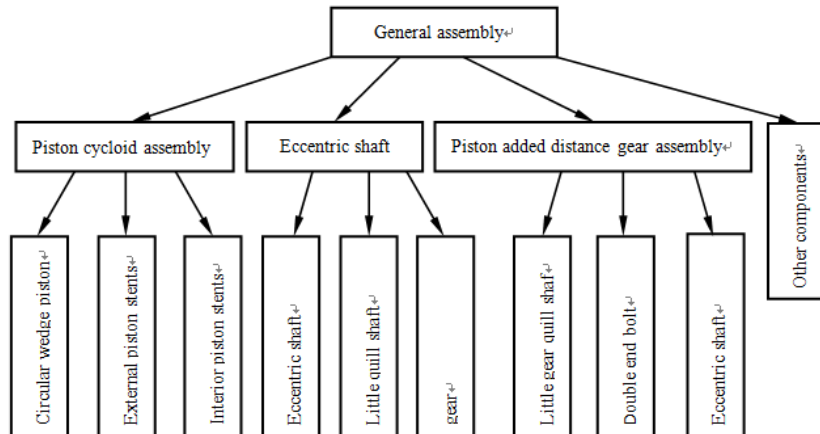 General assembly
Piston cycloid assembly
Eccentric shaft
Piston added distance gear assembly
Other components
Circular wedge piston
External piston stents
Interior piston stents
Eccentric shaft
Little quill shaft
gear
Little gear quill shaf
Double end bolt
Eccentric shaft